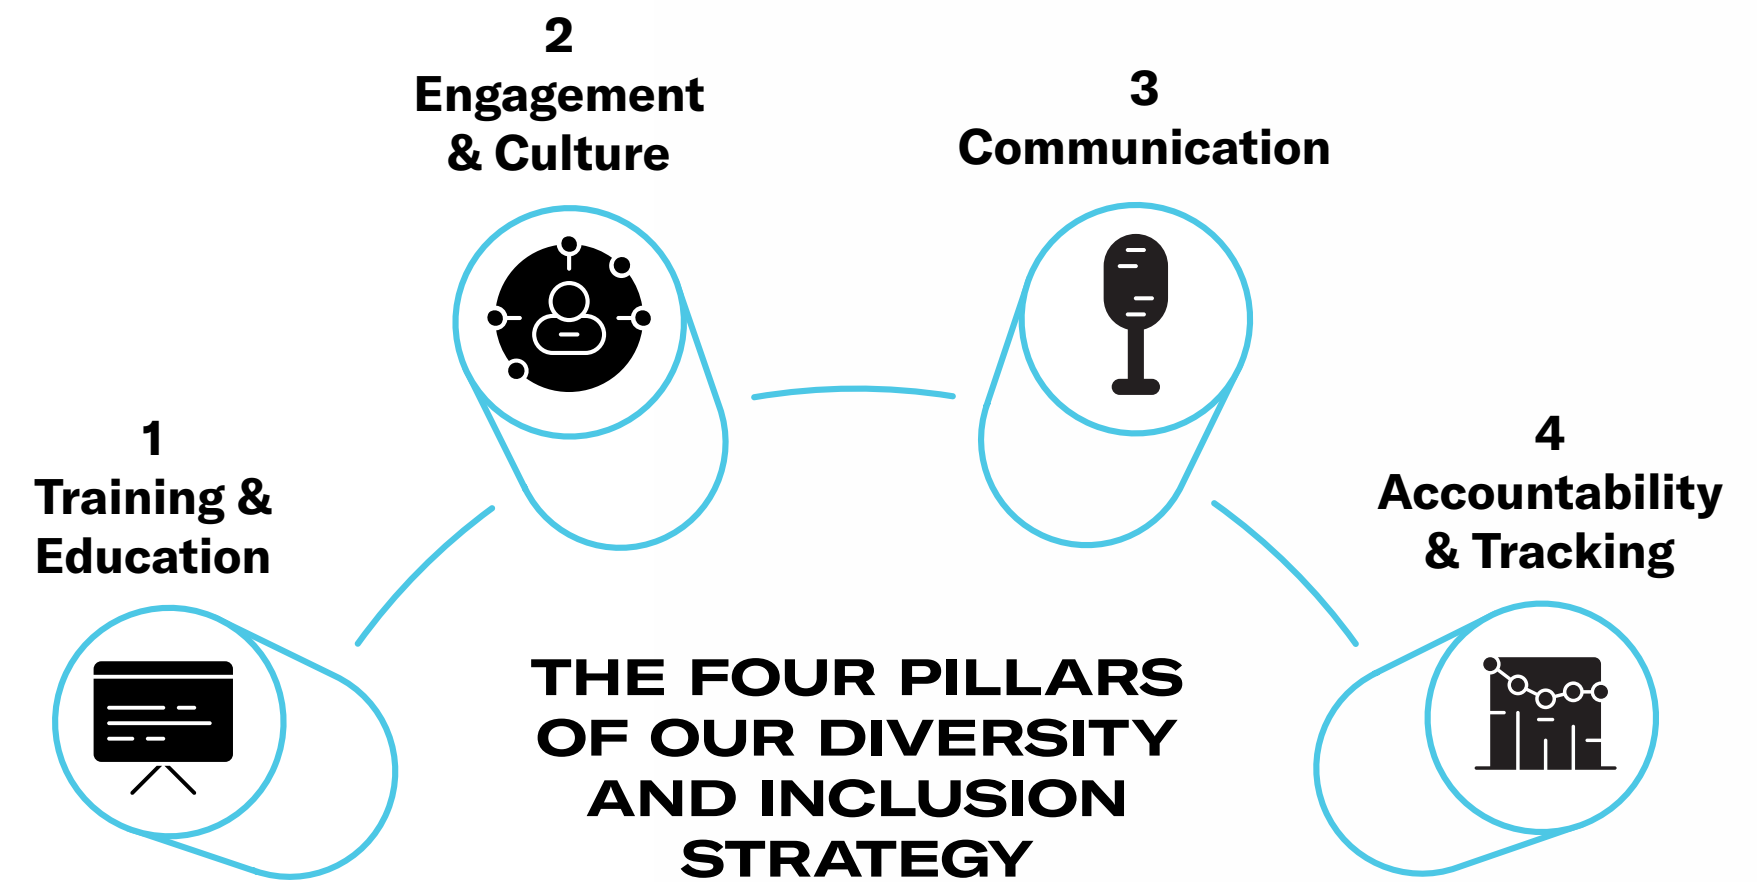 1
Training &
Education
2
Engagement
& Culture
3
Communication
4
Accountability
& Tracking
THE FOUR PILLARS
OF OUR DIVERSITY
AND INCLUSION
STRATEGY